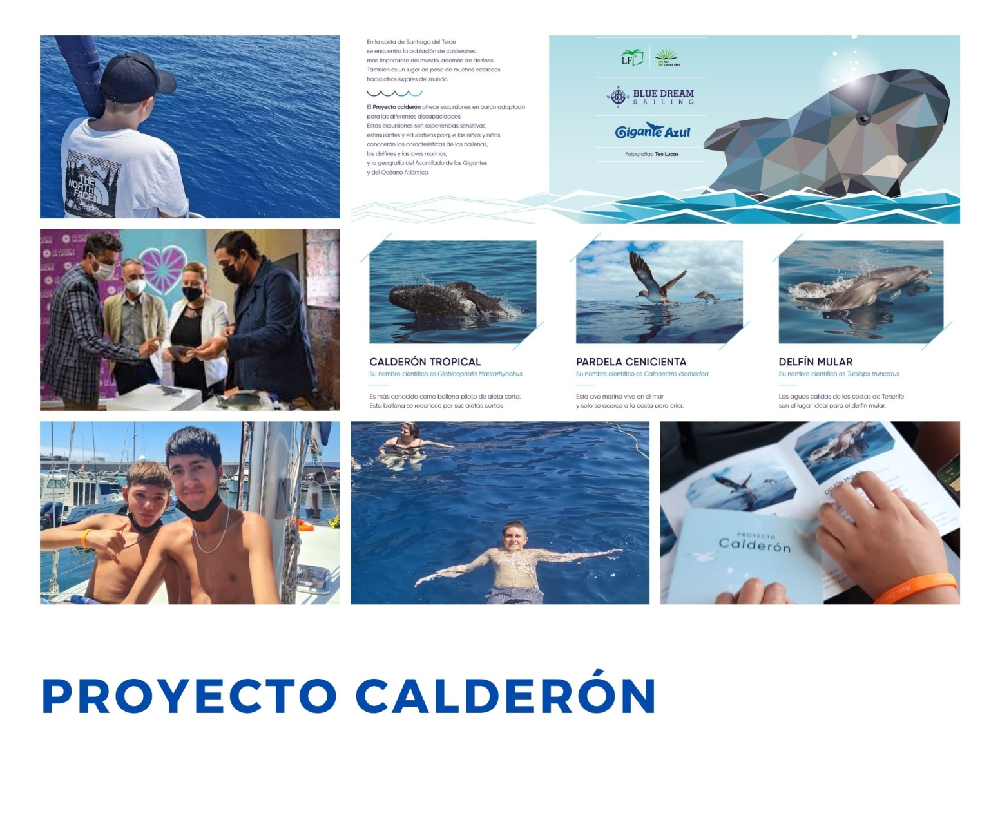 THE
NORTH
FACE
En la costa de Santiago del Teide
se encuentra la población de calderones
más importante del mundo, además de delfines.
También es un lugar de paso de muchos cetáceos
hacia otros lugares del mundo.
El Proyecto calderón ofrece excursiones en barco adaptado
para las diferentes discapacidades.
Estas excursiones son experiencias sensitivas,
estimulantes y educativas porque las niñas y niños
conocerán las características de las ballenas,
los delfines y las aves marinas,
y la geografía del Acantilado de los Gigantes
y del Océano Atlántico.
LF
Red
Lectura Fácil
N
W E
S
BLUE DREAM
SAILING
Gigante Azul
Fotografías: Teo Lucas
LA LAGUNA
CALDERÓN TROPICAL
Su nombre científico es Globicephala Macrorhynchus
Es más conocido como ballena piloto de aleta corta.
Esta ballena se reconoce por sus aletas cortas
PARDELA CENICIENTA
Su nombre científico es Calonectris diomedea
Esta ave marina vive en el mar
y solo se acerca a la costa para criar.
DELFÍN MULAR
Su nombre científico es Tursiops truncatus
Las aguas cálidas de las costas de Tenerife
son el lugar ideal para el delfín mular.
DELFÍN MULAR
PROYECTO
Calderón
PROYECTO CALDERÓN